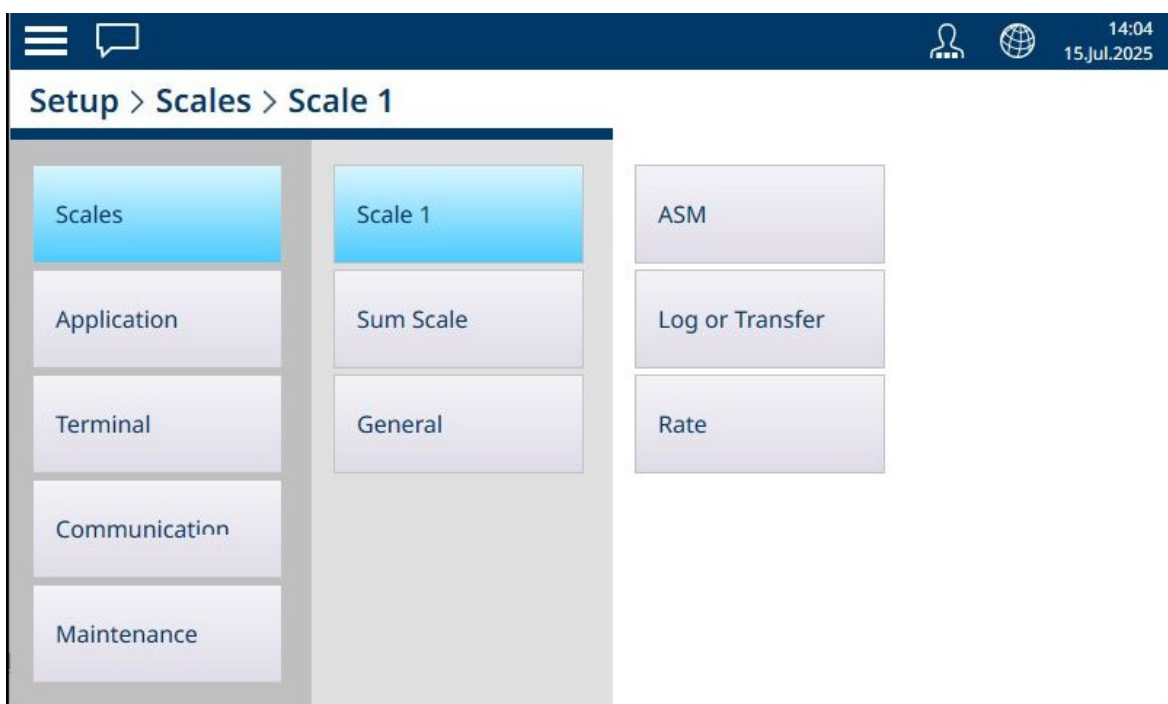 14:04
15.Jul.2025
Setup > Scales > Scale 1
Scales
Application
Terminal
Communication
Maintenance
Scale 1
Sum Scale
General
ASM
Log or Transfer
Rate